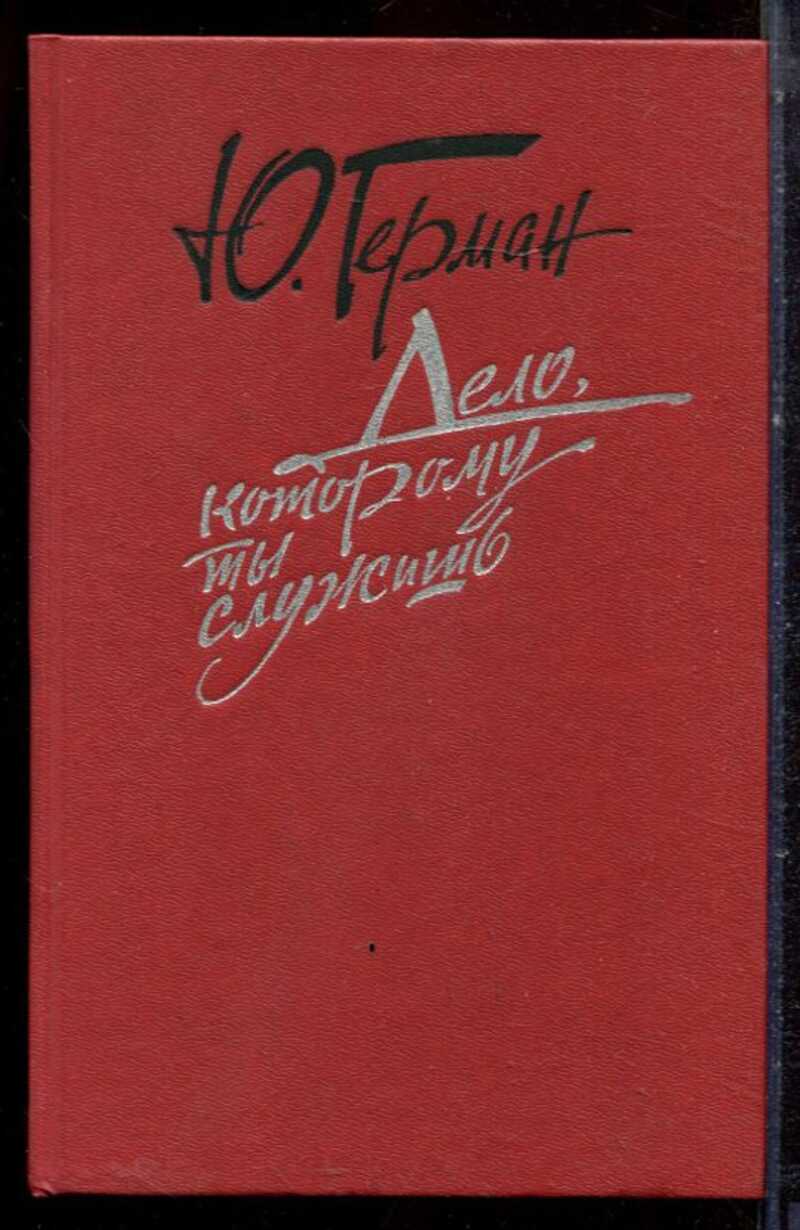 Ю. Герман
Дело,
которому
ты
служишь